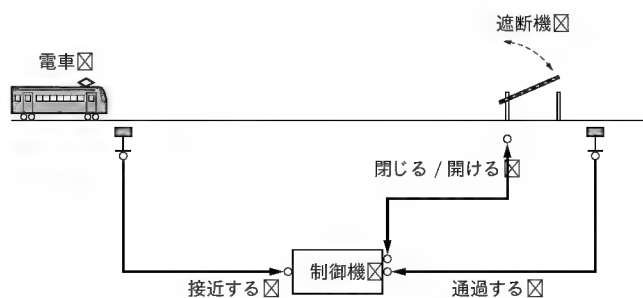 遮断機
電車
閉じる / 開ける
制御機
接近する
通過する